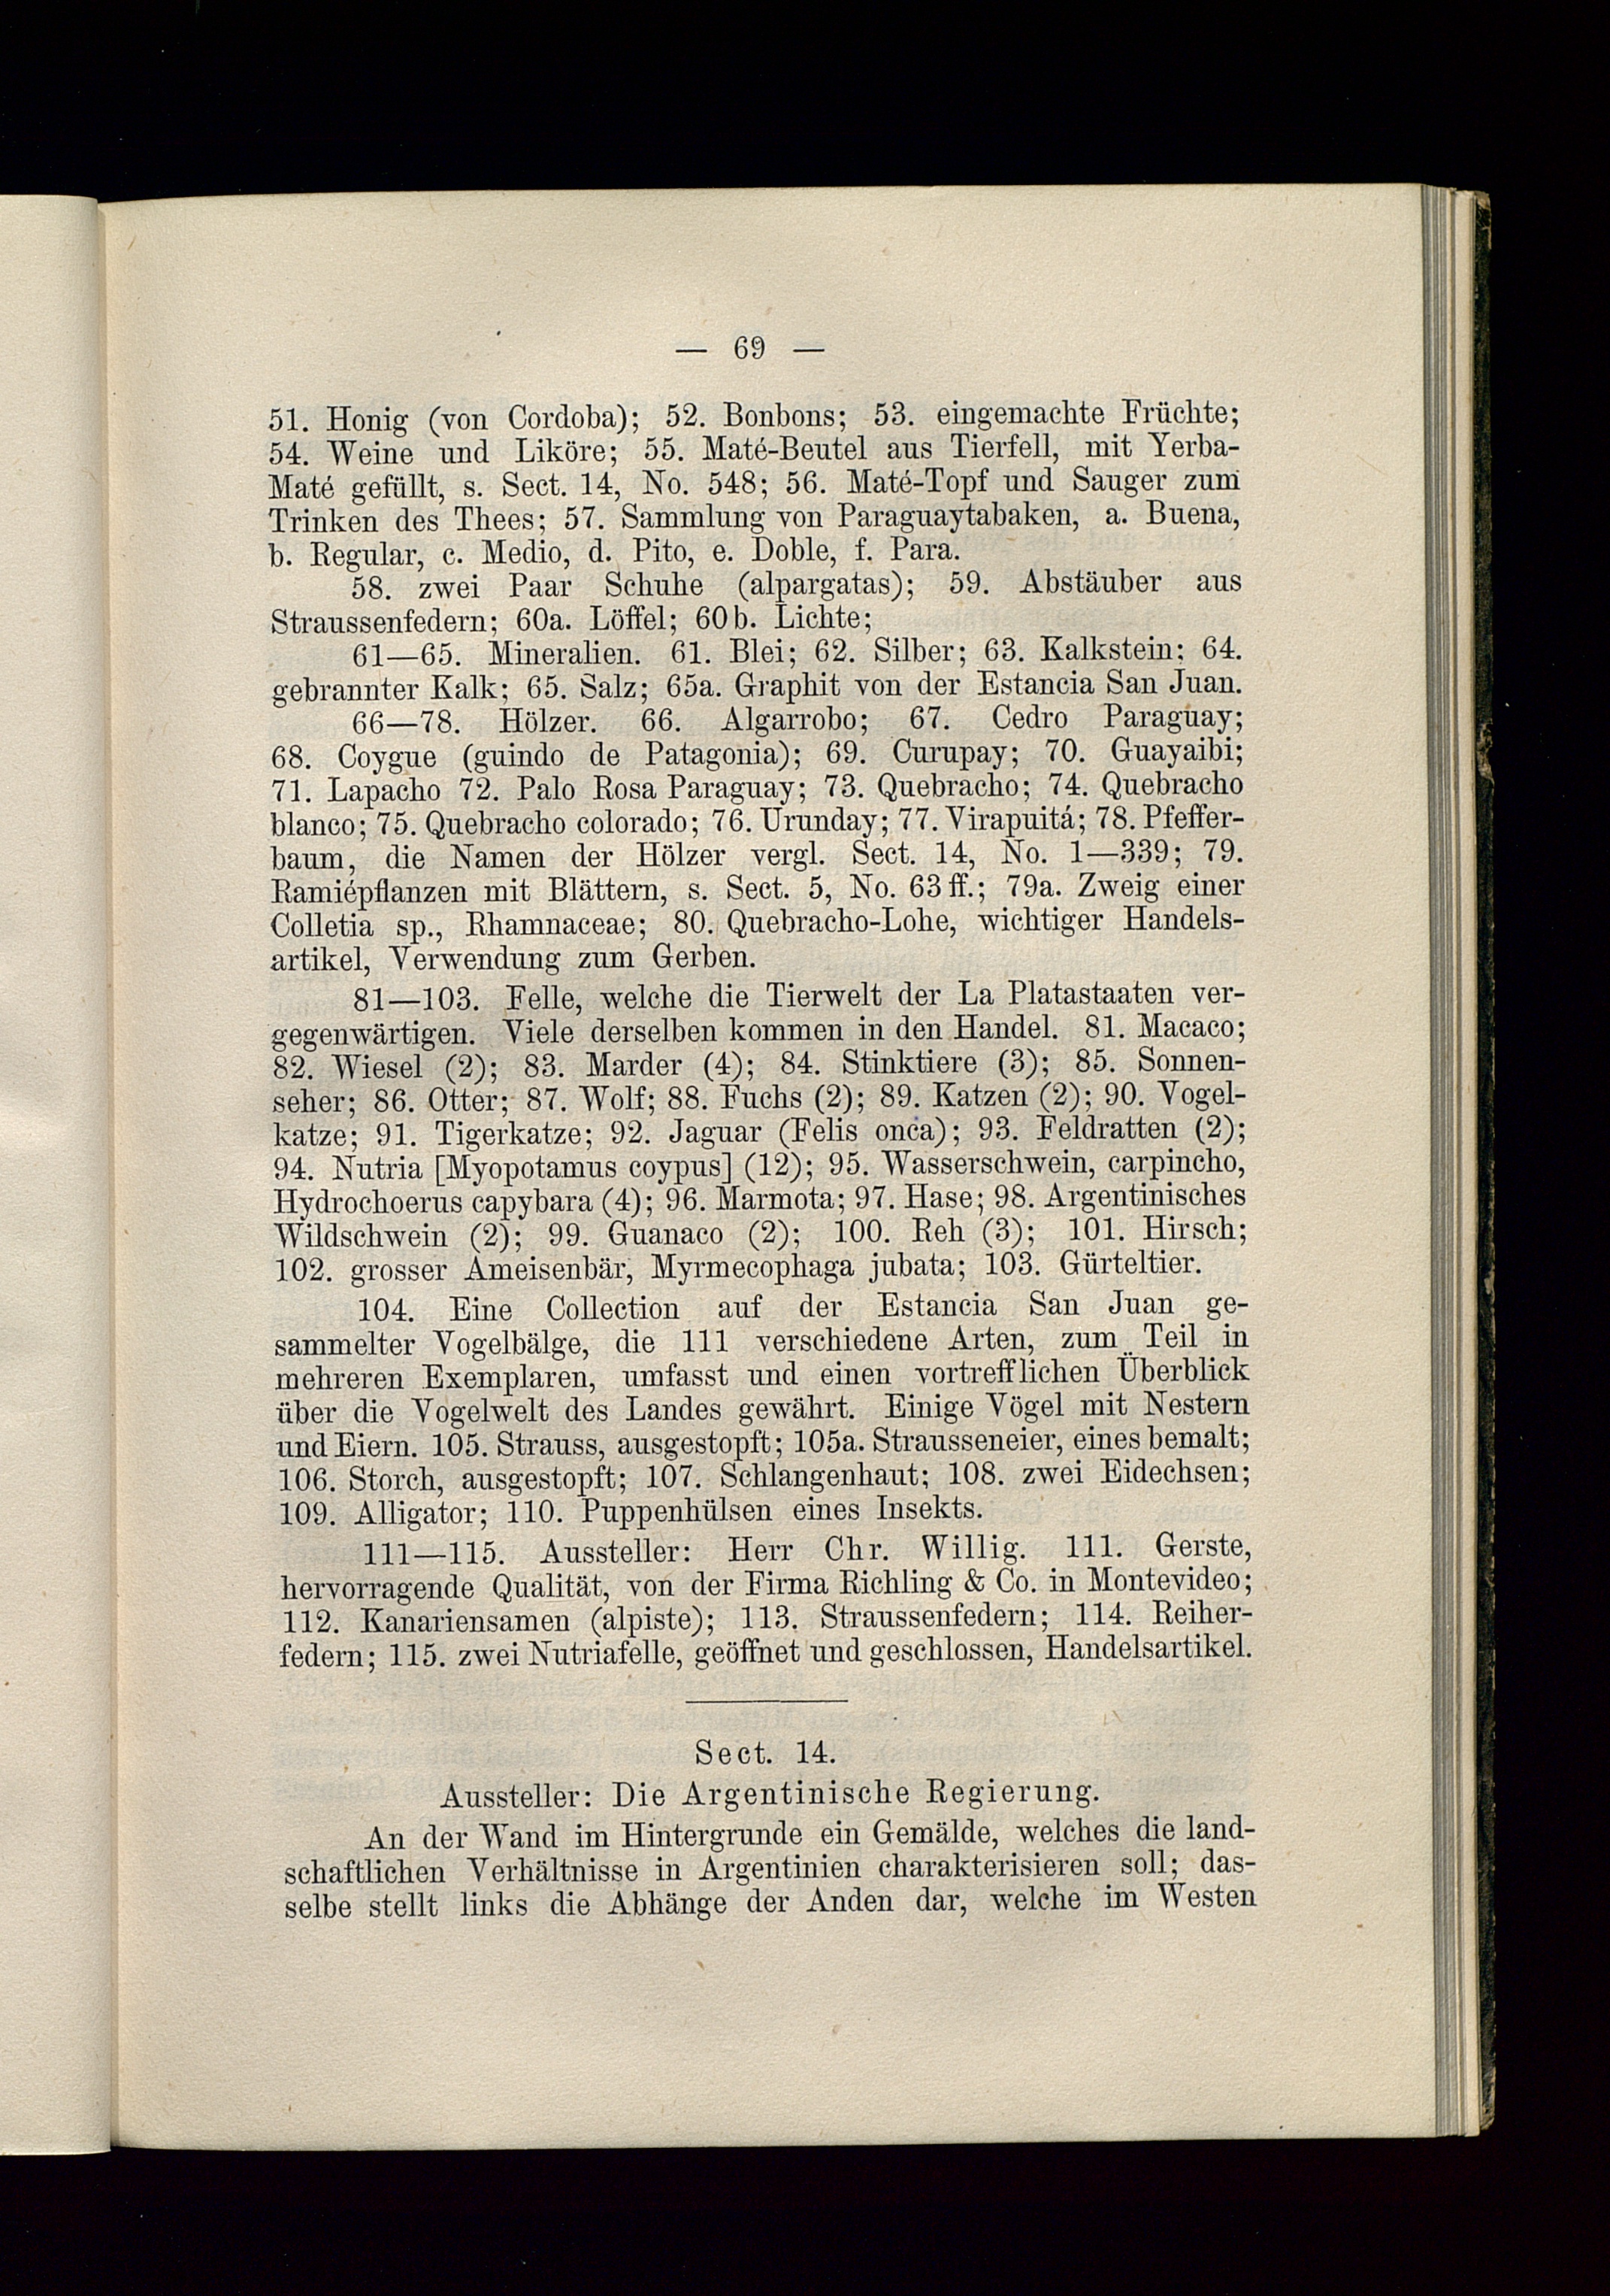 — 69 —
51. Honig (von Cordoba); 52. Bonbons; 53. eingemachte Früchte;
54. Weine und Liköre; 55. Maté-Beutel aus Tierfell, mit Yerba-
Maté gefüllt, s. Sect. 14, No. 548; 56. Maté-Topf und Sauger zum
Trinken des Thees; 57. Sammlung von Paraguaytabaken, a. Buena,
b. Regular, c. Medio, d. Pito, e. Doble, f. Para.
58. zwei Paar Schuhe (alpargatas); 59. Abstäuber aus
Straussenfedern; 60a. Löffel; 60b. Lichte;
61—65. Mineralien. 61. Blei; 62. Silber; 63. Kalkstein; 64.
gebrannter Kalk; 65. Salz; 65a. Graphit von der Estancia San Juan.
66—78. Hölzer. 66. Algarrobo; 67. Cedro Paraguay;
68. Coygue (guindo de Patagonia); 69. Curupay; 70. Guayaibi;
71. Lapacho 72. Palo Rosa Paraguay; 73. Quebracho; 74. Quebracho
blanco; 75. Quebracho colorado; 76. Urunday; 77. Virapuitá; 78. Pfeffer-
baum, die Namen der Hölzer vergl. Sect. 14, No. 1—339; 79.
Ramiépflanzen mit Blättern, s. Sect. 5, No. 63 ff.; 79a. Zweig einer
Colletia sp., Rhamnaceae; 80. Quebracho-Lohe, wichtiger Handels-
artikel, Verwendung zum Gerben.
81—103. Felle, welche die Tierwelt der La Platastaaten ver-
gegenwärtigen. Viele derselben kommen in den Handel. 81. Macaco;
82. Wiesel (2); 83. Marder (4); 84. Stinktiere (3); 85. Sonnen-
seher; 86. Otter; 87. Wolf; 88. Fuchs (2); 89. Katzen (2); 90. Vogel-
katze; 91. Tigerkatze; 92. Jaguar (Felis onca); 93. Feldratten (2);
94. Nutria [Myopotamus coypus] (12); 95. Wasserschwein, carpincho,
Hydrochoerus capybara (4); 96. Marmota; 97. Hase; 98. Argentinisches
Wildschwein (2); 99. Guanaco (2); 100. Reh (3); 101. Hirsch;
102. grosser Ameisenbär, Myrmecophaga jubata; 103. Gürteltier.
104. Eine Collection auf der Estancia San Juan ge-
sammelter Vogelbälge, die 111 verschiedene Arten, zum Teil in
mehreren Exemplaren, umfasst und einen vortrefflichen Überblick
über die Vogelwelt des Landes gewährt. Einige Vögel mit Nestern
und Eiern. 105. Strauss, ausgestopft; 105a. Strausseneier, eines bemalt;
106. Storch, ausgestopft; 107. Schlangenhaut; 108. zwei Eidechsen;
109. Alligator; 110. Puppenhülsen eines Insekts.
111—115. Aussteller: Herr Chr. Willig. 111. Gerste,
hervorragende Qualität, von der Firma Richling & Co. in Montevideo;
112. Kanariensamen (alpiste); 113. Straussenfedern; 114. Reiher-
federn; 115. zwei Nutriafelle, geöffnet und geschlossen, Handelsartikel.
Sect. 14.
Aussteller: Die Argentinische Regierung.
An der Wand im Hintergrunde ein Gemälde, welches die land-
schaftlichen Verhältnisse in Argentinien charakterisieren soll; das-
selbe stellt links die Abhänge der Anden dar, welche im Westen